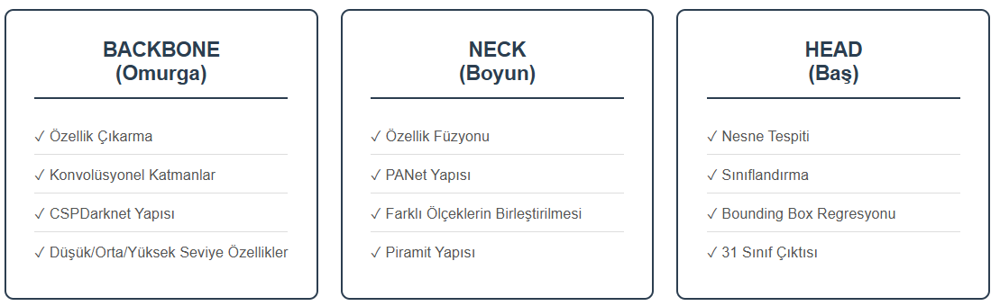 BACKBONE
(Omurga)
✓ Özellik Çıkarma
✓ Konvolüsyonel Katmanlar
✓ CSPDarknet Yapısı
✓ Düşük/Orta/Yüksek Seviye Özellikler
NECK
(Boyun)
✓ Özellik Füzyonu
✓ PANet Yapısı
✓ Farklı Ölçeklerin Birleştirilmesi
✓ Piramit Yapısı
HEAD
(Baş)
✓ Nesne Tespiti
✓ Sınıflandırma
✓ Bounding Box Regresyonu
✓ 31 Sınıf Çıktısı